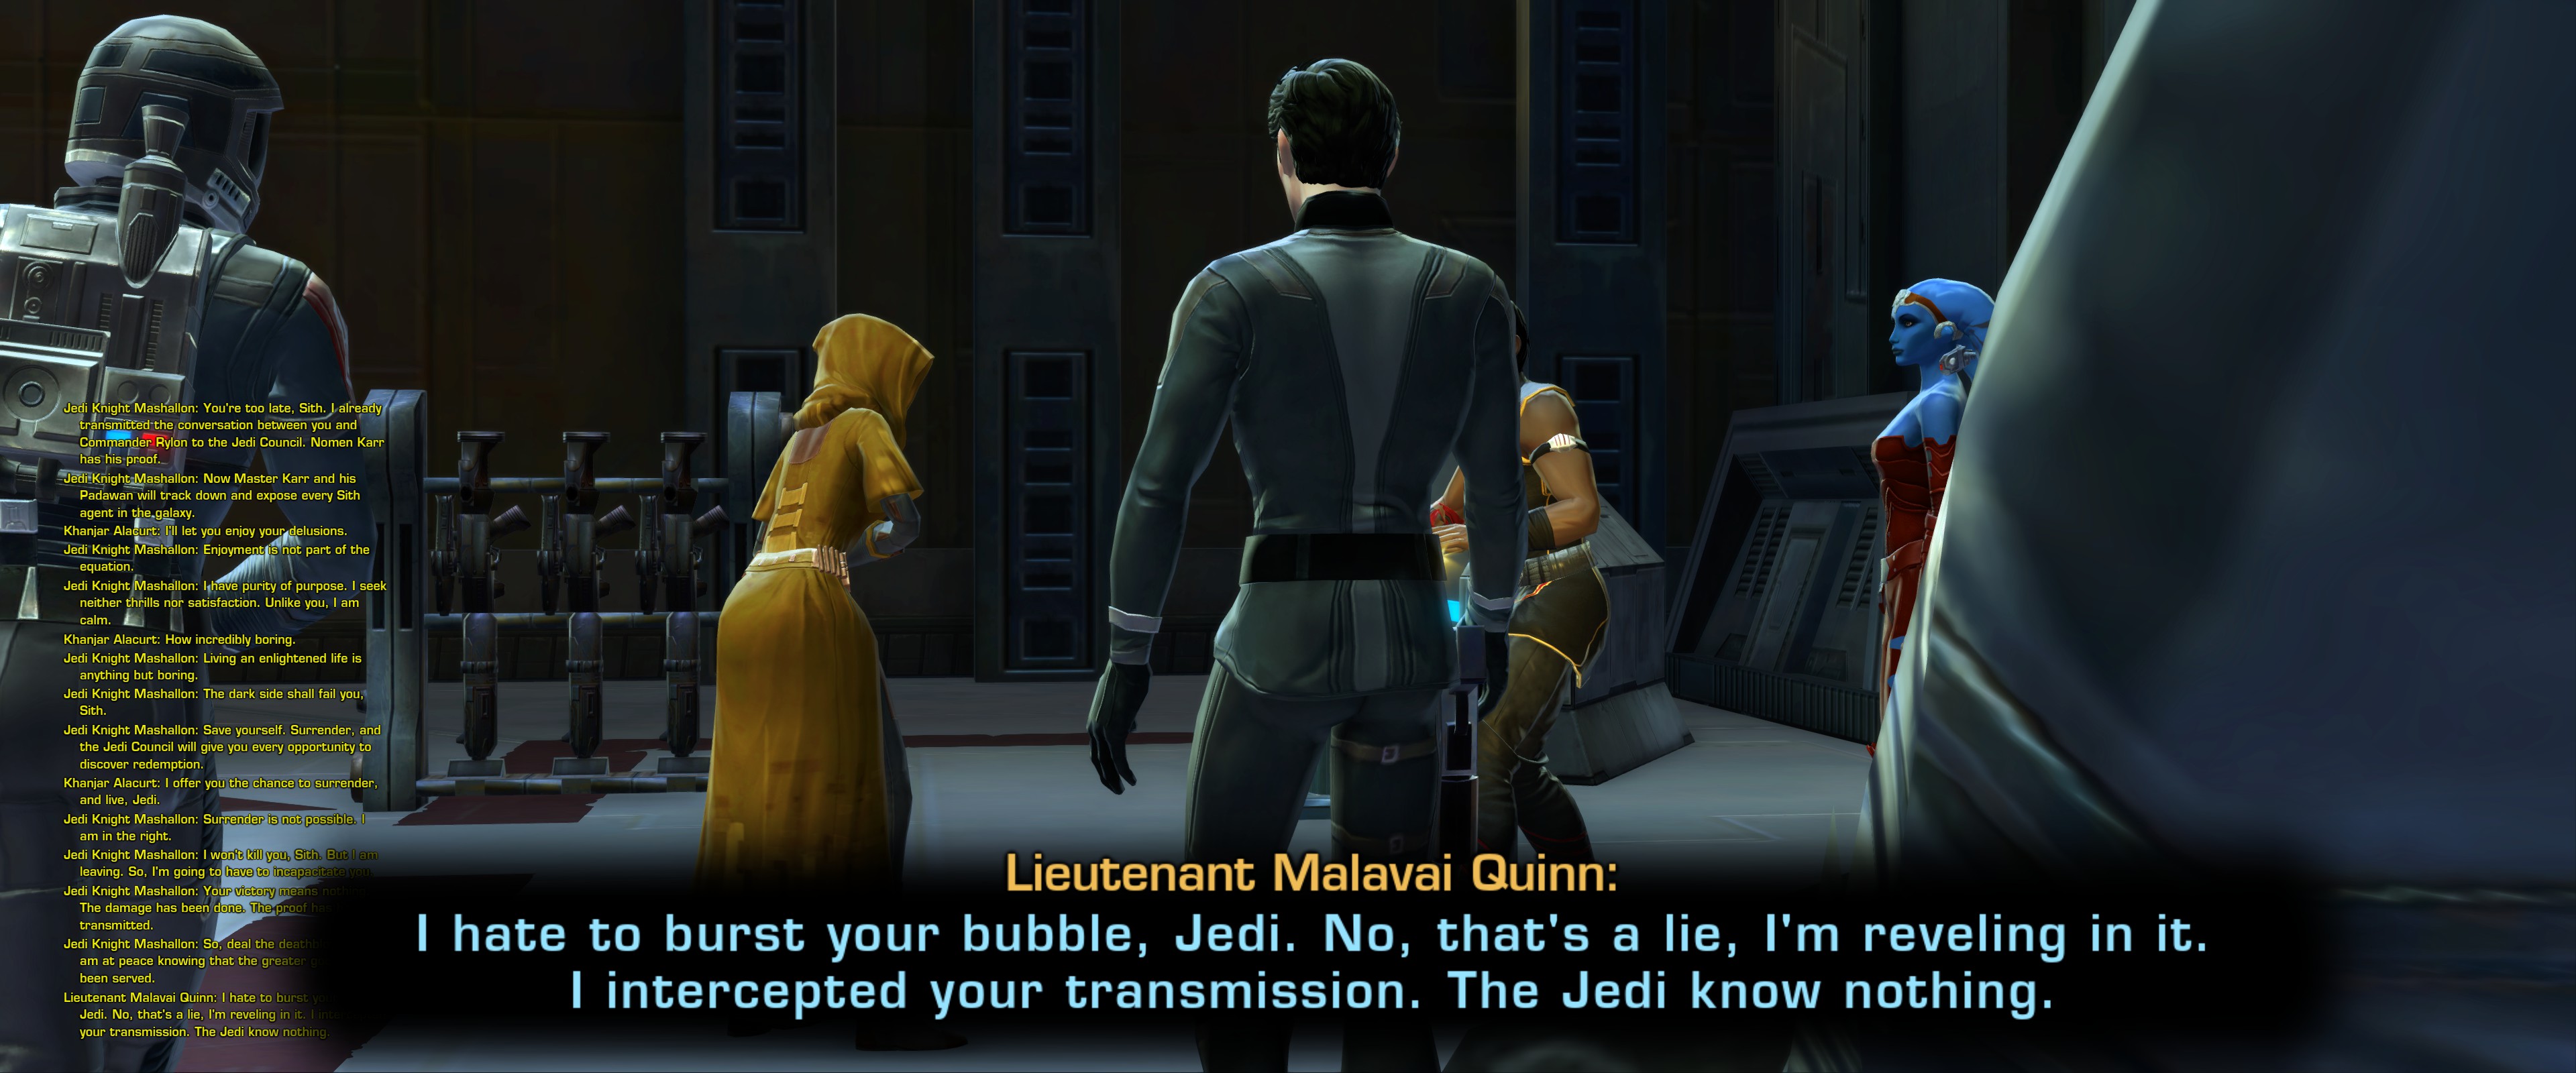 Jedi Knight Mashallon: You're too late, Sith. I already
transmitted the conversation between you and
Commander Rylon to the Jedi Council. Nomen Karr
has his proof.
Jedi Knight Mashallon: Now Master Karr and his
Padawan will track down and expose every Sith
agent in the galaxy.
Khanjar Alacurt: I'll let you enjoy your delusions.
Jedi Knight Mashallon: Enjoyment is not part of the
equation.
Jedi Knight Mashallon: I have purity of purpose. I seek
neither thrills nor satisfaction. Unlike you, I am
calm.
Khanjar Alacurt: How incredibly boring.
Jedi Knight Mashallon: Living an enlightened life is
anything but boring.
Jedi Knight Mashallon: The dark side shall fail you,
Sith.
Jedi Knight Mashallon: Save yourself. Surrender, and
the Jedi Council will give you every opportunity to
discover redemption.
Khanjar Alacurt: I offer you the chance to surrender,
and live, Jedi.
Jedi Knight Mashallon: Surrender is not possible. I
am in the right.
Jedi Knight Mashallon: I won't kill you, Sith. But I am
leaving. So, I'm going to have to incapacitate you
Jedi Knight Mashallon: Your victory means
The damage has been done. The proof has
transmitted.
Jedi Knight Mashallon: So, deal the
am at peace knowing that the greater
been served.
Lieutenant Malavai Quinn: I hate to burst
Jedi. No, that's a lie, I'm reveling in it. I
your transmission. The Jedi know nothing.
Lieutenant Malavai Quinn:
I hate to burst your bubble, Jedi. No, that's a lie, I'm reveling in it.
I intercepted your transmission. The Jedi know nothing.